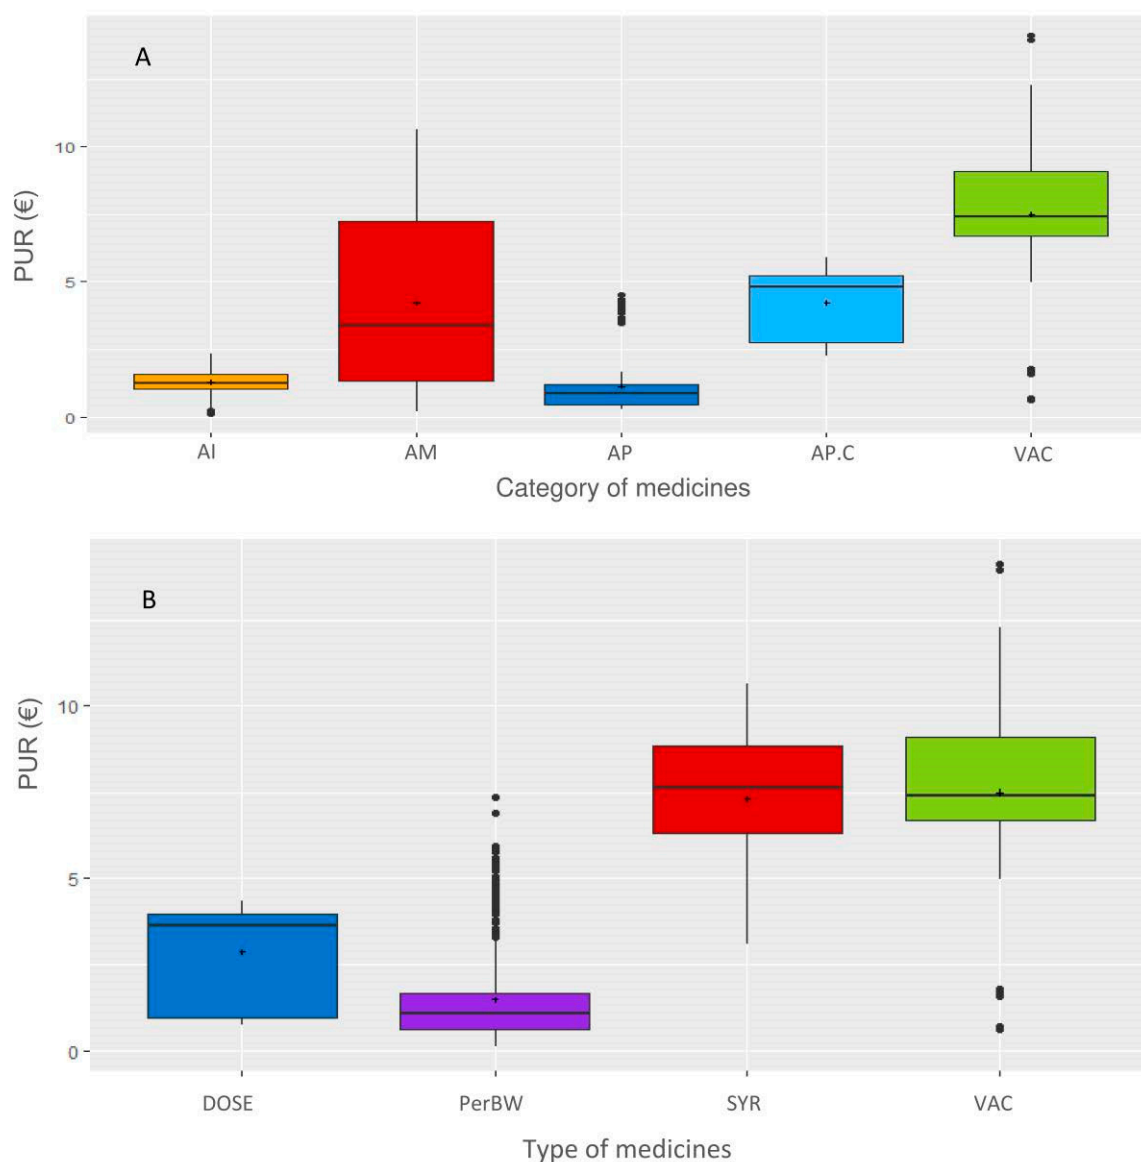 A
10
5
0
PUR (€)
AI AM AP AP.C VAC
Category of medicines
B
10
5
0
PUR (€)
DOSE PerBW SYR VAC
Type of medicines